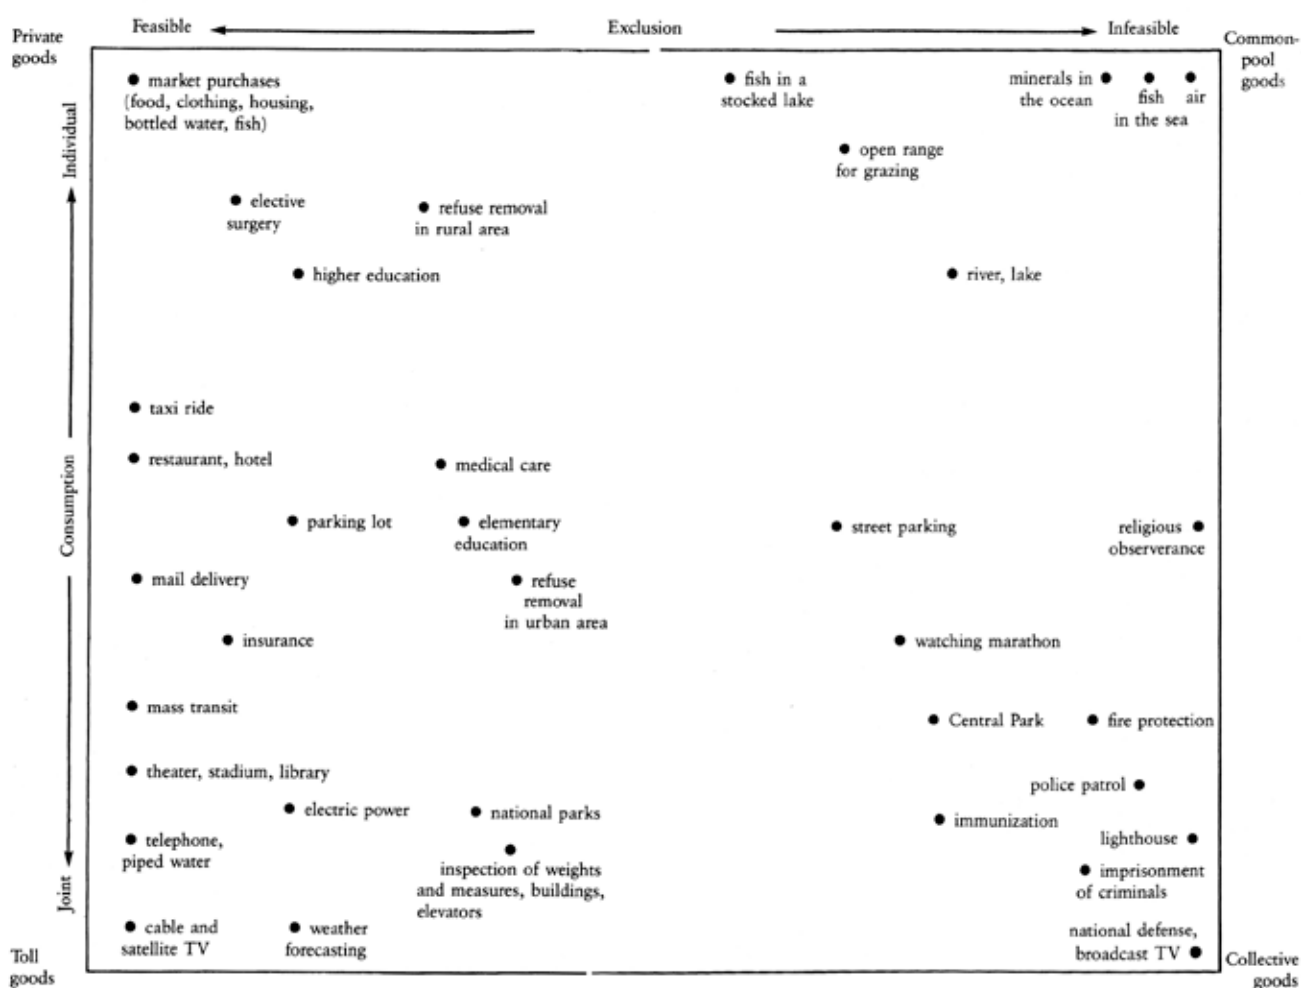 Feasible Exclusion Infeasible
Private
goods
Common-
pool
goods
market purchases
(food, clothing, housing,
bottled water, fish)
fish in a
stocked lake
minerals in
the ocean
fish air
in the sea
Individual
open range
for grazing
elective
surgery
refuse removal
in rural area
higher education
river, lake
taxi ride
restaurant, hotel
medical care
Consumption
parking lot
elementary
education
street parking
religious
observerance
mail delivery
refuse
removal
in urban area
insurance
watching marathon
mass transit
Central Park
fire protection
theater, stadium, library
police patrol
electric power
national parks
immunization
telephone,
piped water
lighthouse
inspection of weights
and measures, buildings,
elevators
imprisonment
of criminals
Joint
cable and
satellite TV
weather
forecasting
national defense,
broadcast TV
Toll
goods
Collective
goods